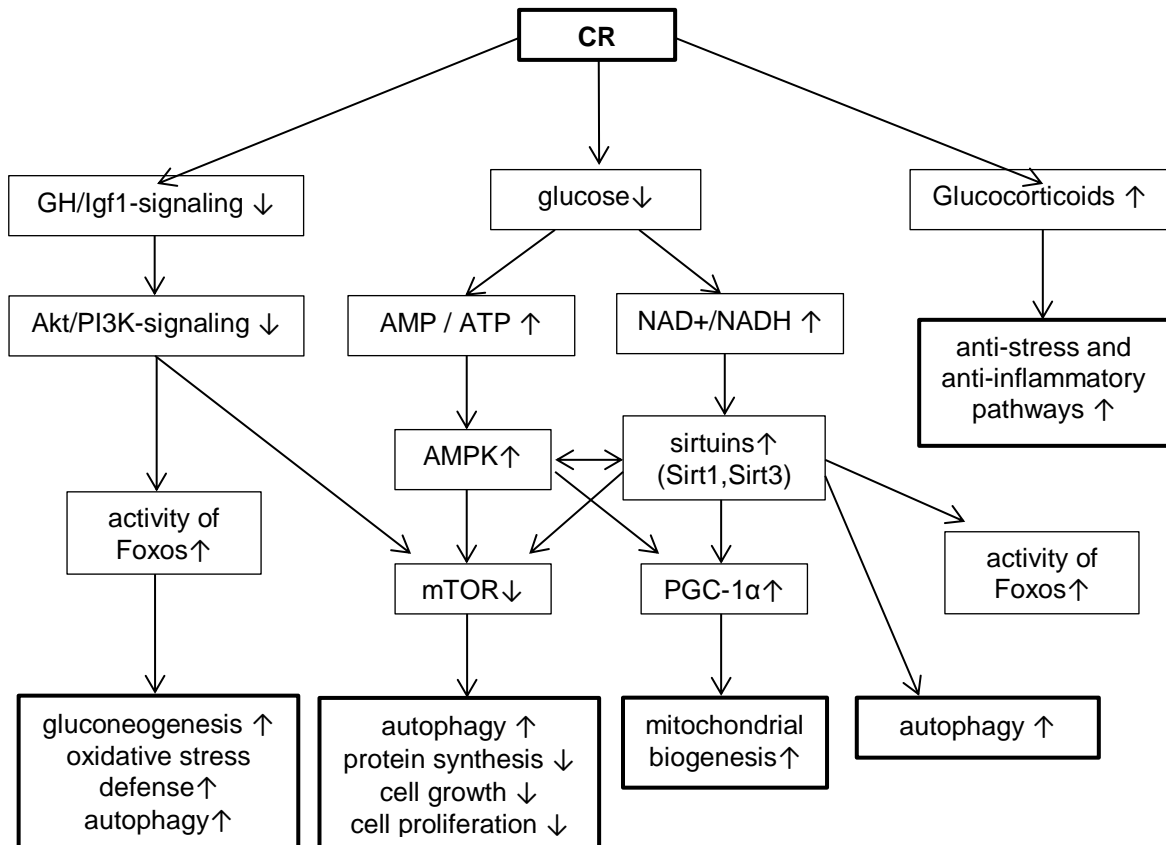 CR
GH/Igf1-signaling ↓
glucose↓
Glucocorticoids ↑
Akt/PI3K-signaling ↓
AMP / ATP ↑
NAD+/NADH ↑
anti-stress and
anti-inflammatory
pathways ↑
AMPK↑
sirtuins↑
(Sirt1,Sirt3)
activity of
Foxos↑
mTOR↓
PGC-1α↑
activity of
Foxos↑
gluconeogenesis ↑
oxidative stress
defense↑
autophagy↑
autophagy ↑
protein synthesis ↓
cell growth ↓
cell proliferation ↓
mitochondrial
biogenesis↑
autophagy ↑